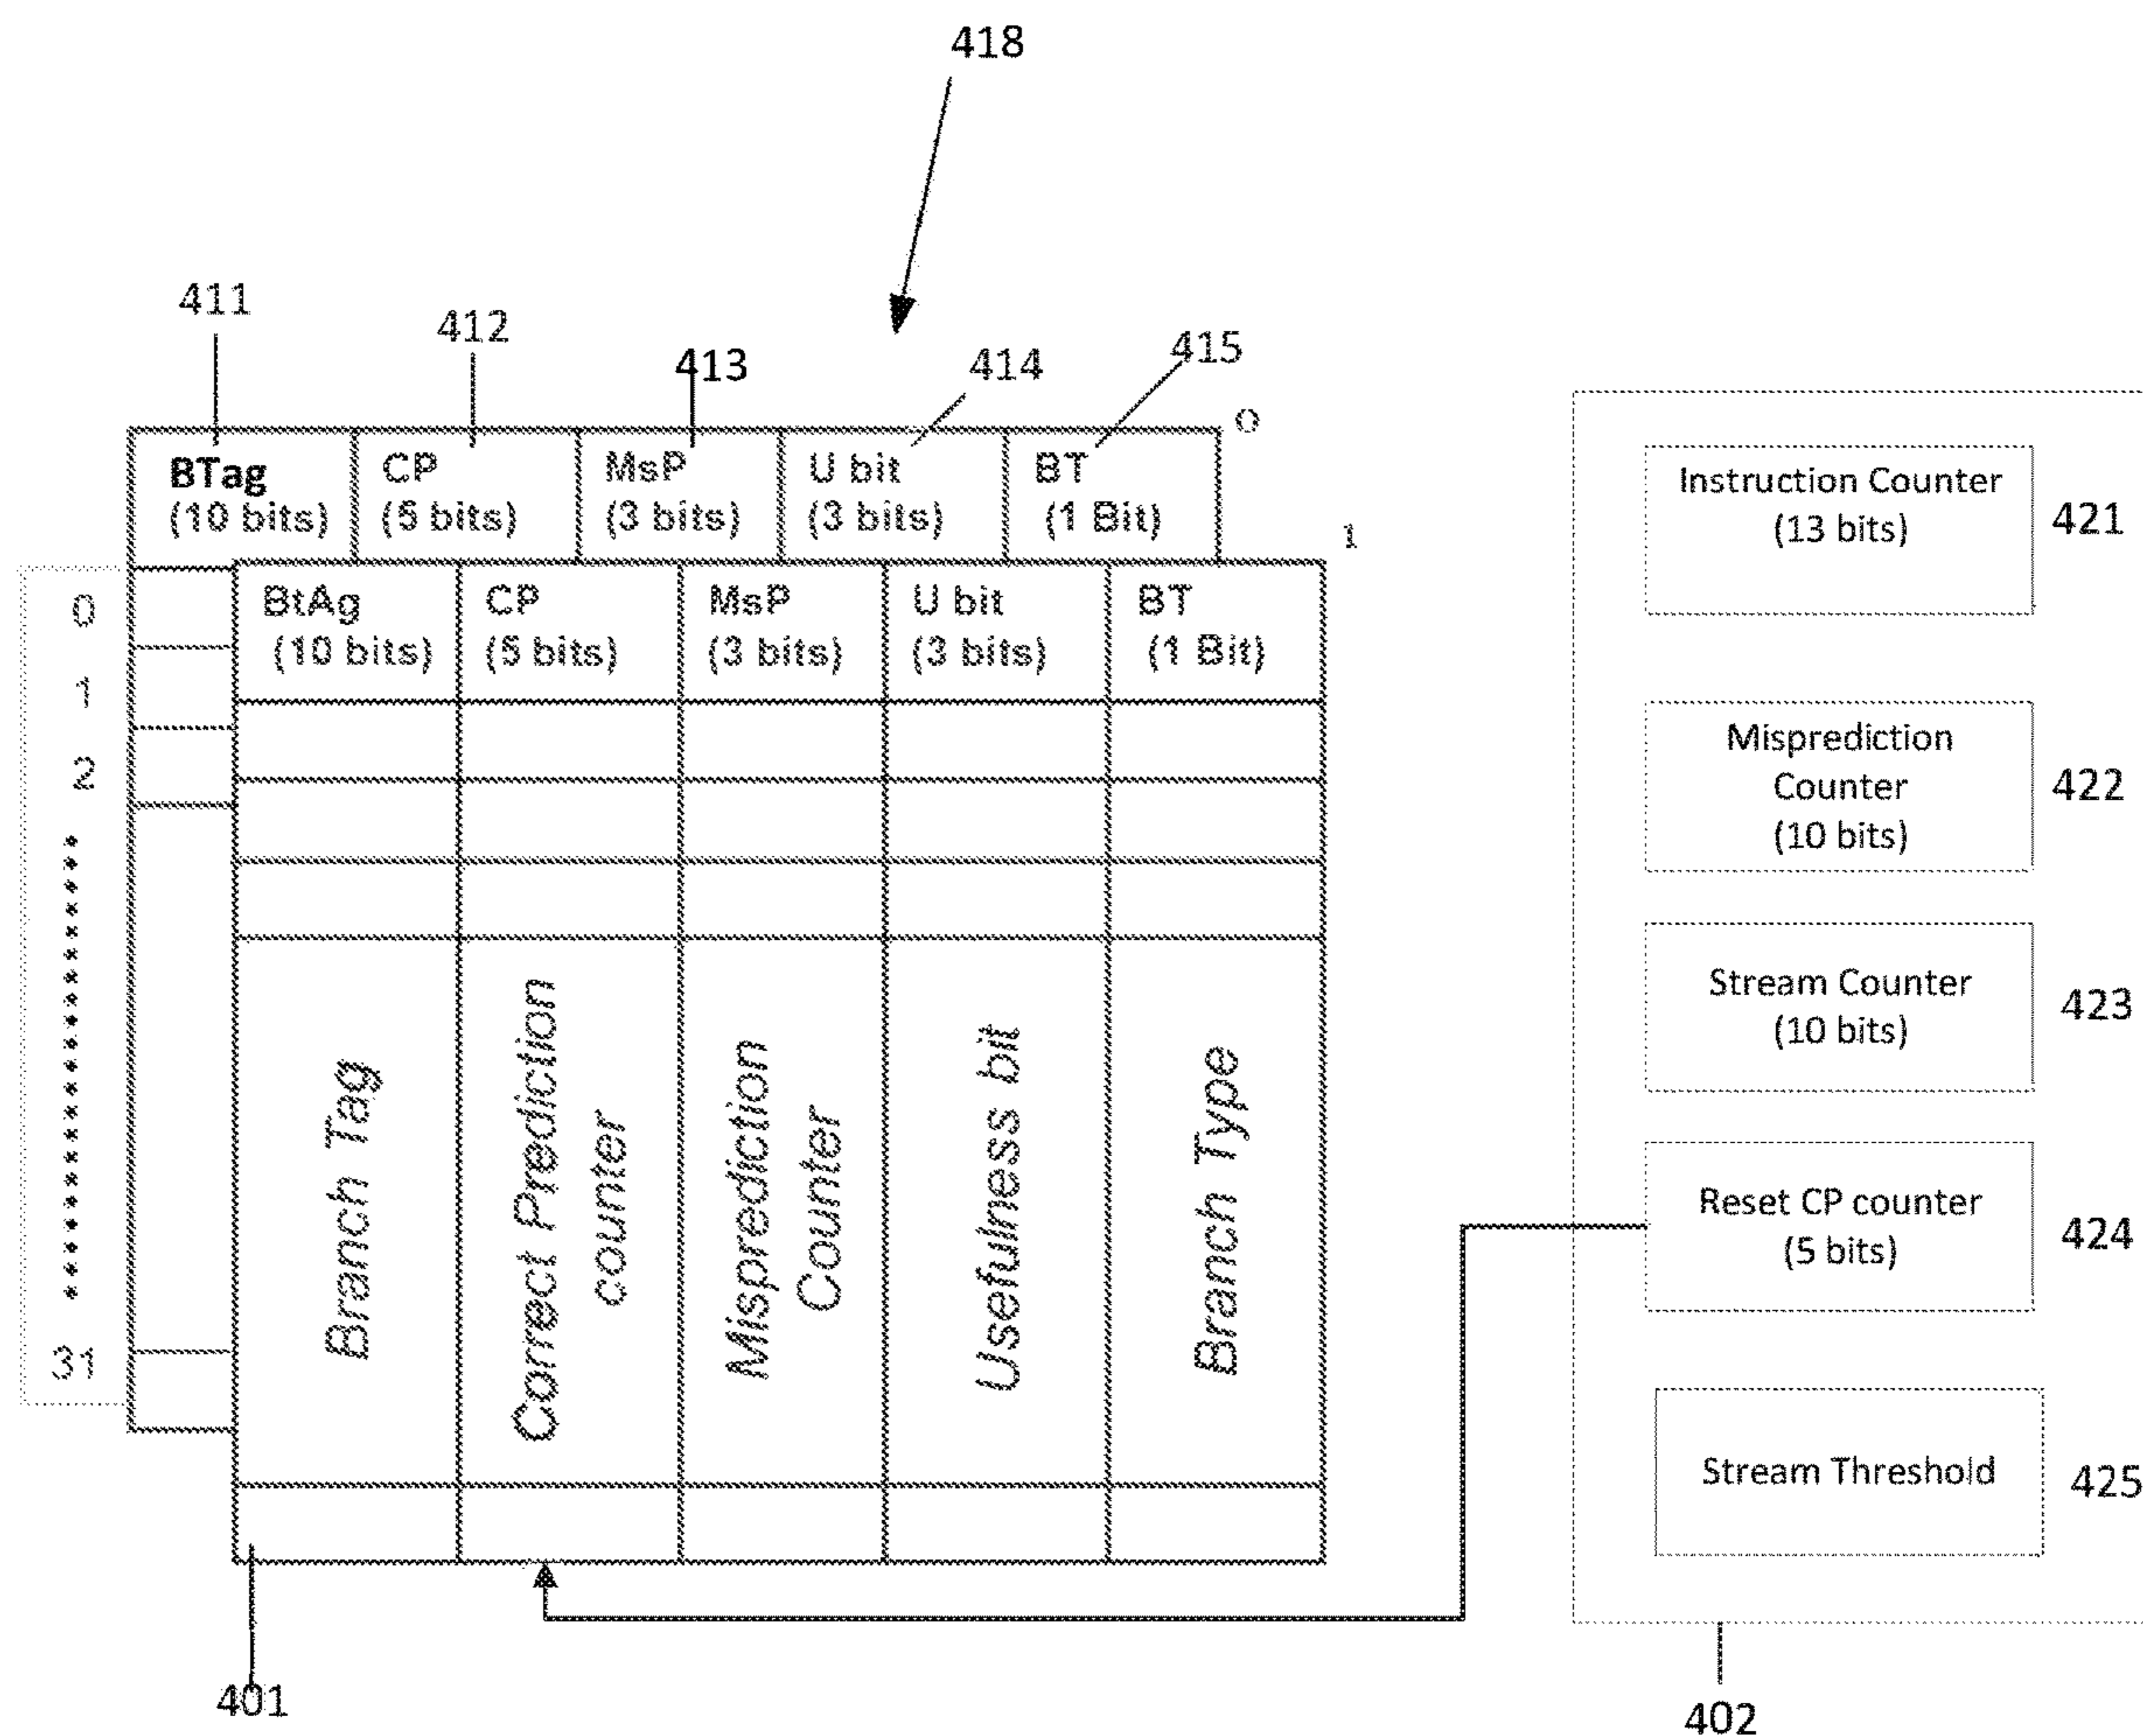 418
411
412
413
414
415
0
BTag
(10 bits)
CP
(5 bits)
MsP
(3 bits)
U bit
(3 bits)
BT
(1 Bit)
1
BtAg
(10 bits)
CP
(5 bits)
MsP
(3 bits)
U bit
(3 bits)
BT
(1 Bit)
0
1
2
31
Branch Tag
Correct Prediction
counter
Misprediction
Counter
Usefulness bit
Branch Type
401
Instruction Counter
(13 bits)
421
Misprediction
Counter
(10 bits)
422
Stream Counter
(10 bits)
423
Reset CP counter
(5 bits)
424
Stream Threshold
425
402